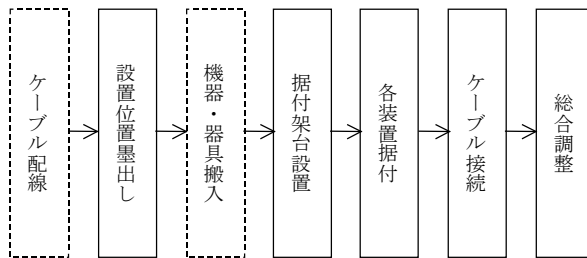 ケーブル配線
設置位置墨出し
機器・器具搬入
据付架台設置
各装置据付
ケーブル接続
総合調整